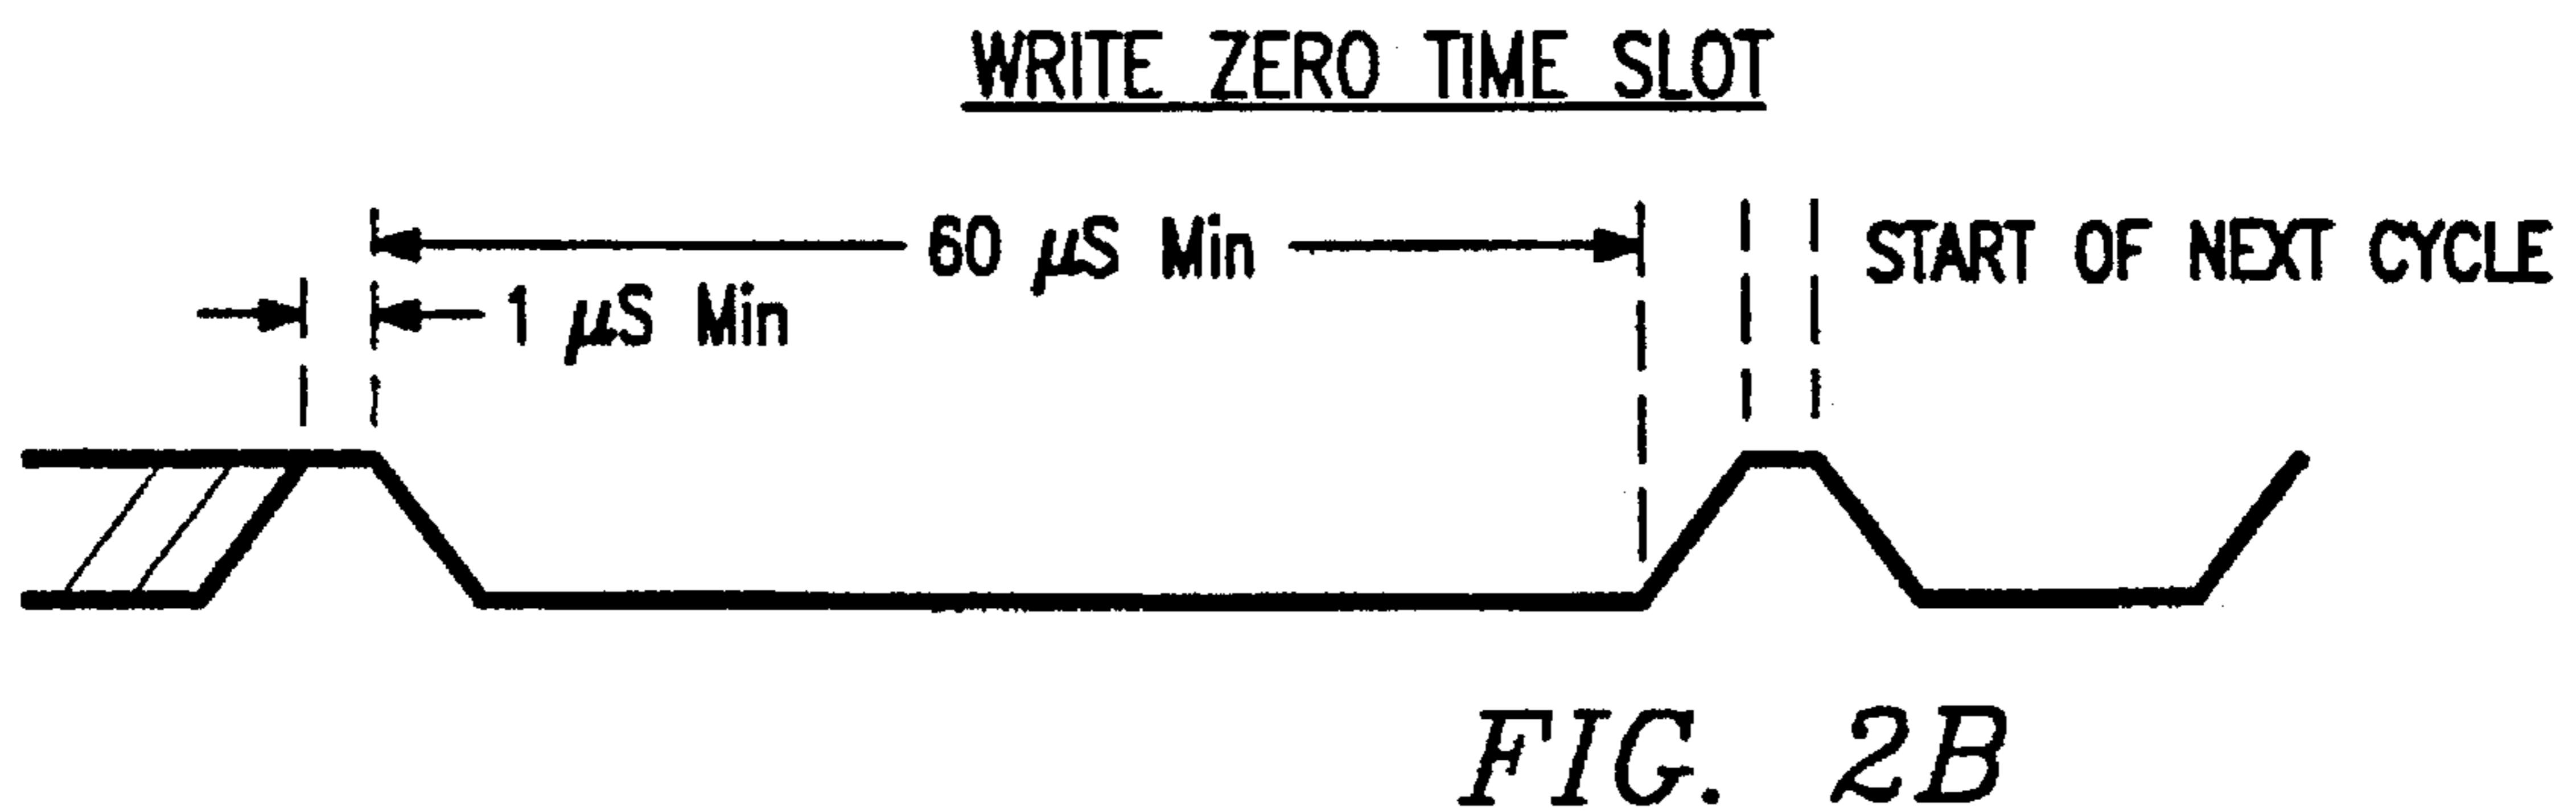 WRITE ZERO TIME SLOT
60 μS Min
START OF NEXT CYCLE
1 μS Min
FIG. 2B